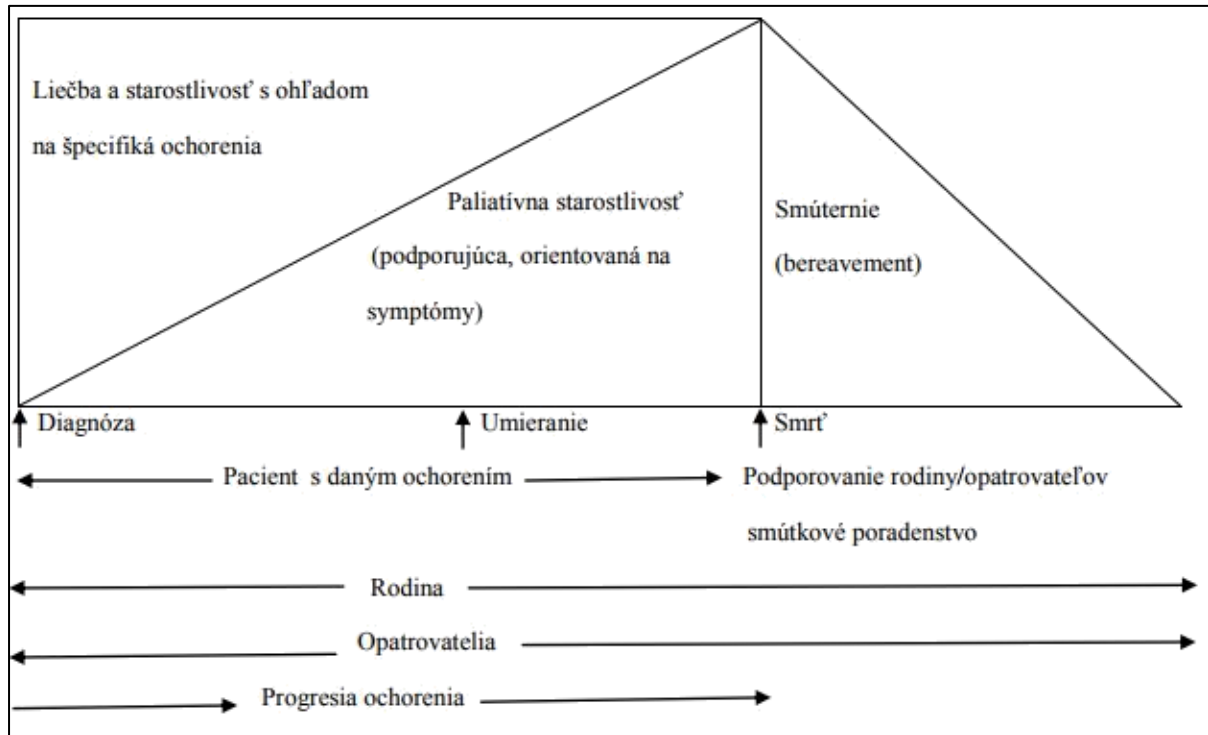 Liečba a starostlivosť s ohľadom
na špecifiká ochorenia
Paliatívna starostlivosť
(podporujúca, orientovaná na
symptómy)
Smúternie
(bereavement)
Diagnóza
Umieranie
Smrť
Pacient s daným ochorením
Podporovanie rodiny/opatrovateľov
smútkové poradenstvo
Rodina
Opatrovatelia
Progresia ochorenia